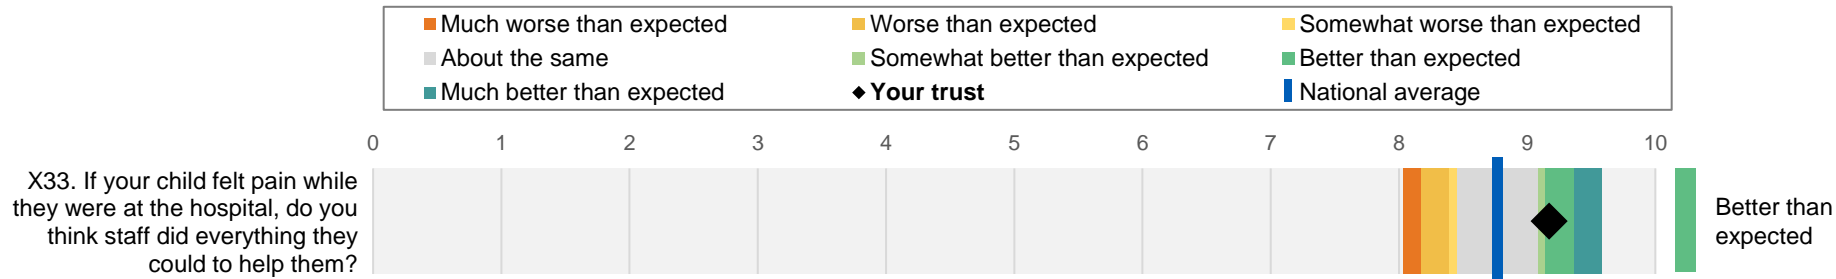 Much worse than expected
Worse than expected
Somewhat worse than expected
About the same
Somewhat better than expected
Better than expected
Much better than expected
Your trust
National average
0 1 2 3 4 5 6 7 8 9 10
X33. If your child felt pain while
they were at the hospital, do you
think staff did everything they
could to help them?
Better than
expected